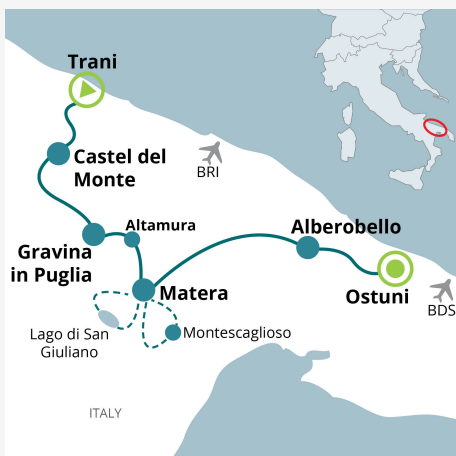 Trani
Castel del
Monte
BRI
Altamura
Gravina
in Puglia
Alberobello
Matera
Ostuni
BDS
Lago di San
Giuliano
Montescaglioso
ITALY